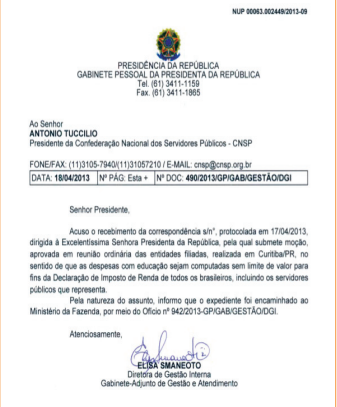 NUP 00063.002449/2013-09
PRESIDÊNCIA DA REPÚBLICA
GABINETE PESSOAL DA PRESIDENTA DA REPÚBLICA
Tel. (61) 3411-1159
Fax. (61) 3411-1865
Ao Senhor
ANTONIO TUCCILIO
Presidente da Confederação Nacional dos Servidores Públicos - CNSP
FONE/FAX: (11)3105-7940/(11)31057210 / E-MAIL: cnsp@cnsp.org.br
DATA: 18/04/2013 Nº PÁG: Esta + Nº DOC: 490/2013/GP/GAB/GESTÃO/DGI
Senhor Presidente,
Acuso o recebimento da correspondência s/nº, protocolada em 17/04/2013,
dirigida à Excelentíssima Senhora Presidenta da República, pela qual submete moção,
aprovada em reunião ordinária das entidades filiadas, realizada em Curitiba/PR, no
sentido de que as despesas com educação sejam computadas sem limite de valor para
fins da Declaração de Imposto de Renda de todos os brasileiros, incluindo os servidores
públicos que representa.
Pela natureza do assunto, informo que o expediente foi encaminhado ao
Ministério da Fazenda, por meio do Ofício nº 942/2013-GP/GAB/GESTÃO/DGI.
Atenciosamente,
ELISA SMANEOTO
Diretora de Gestão Interna
Gabinete-Adjunto de Gestão e Atendimento